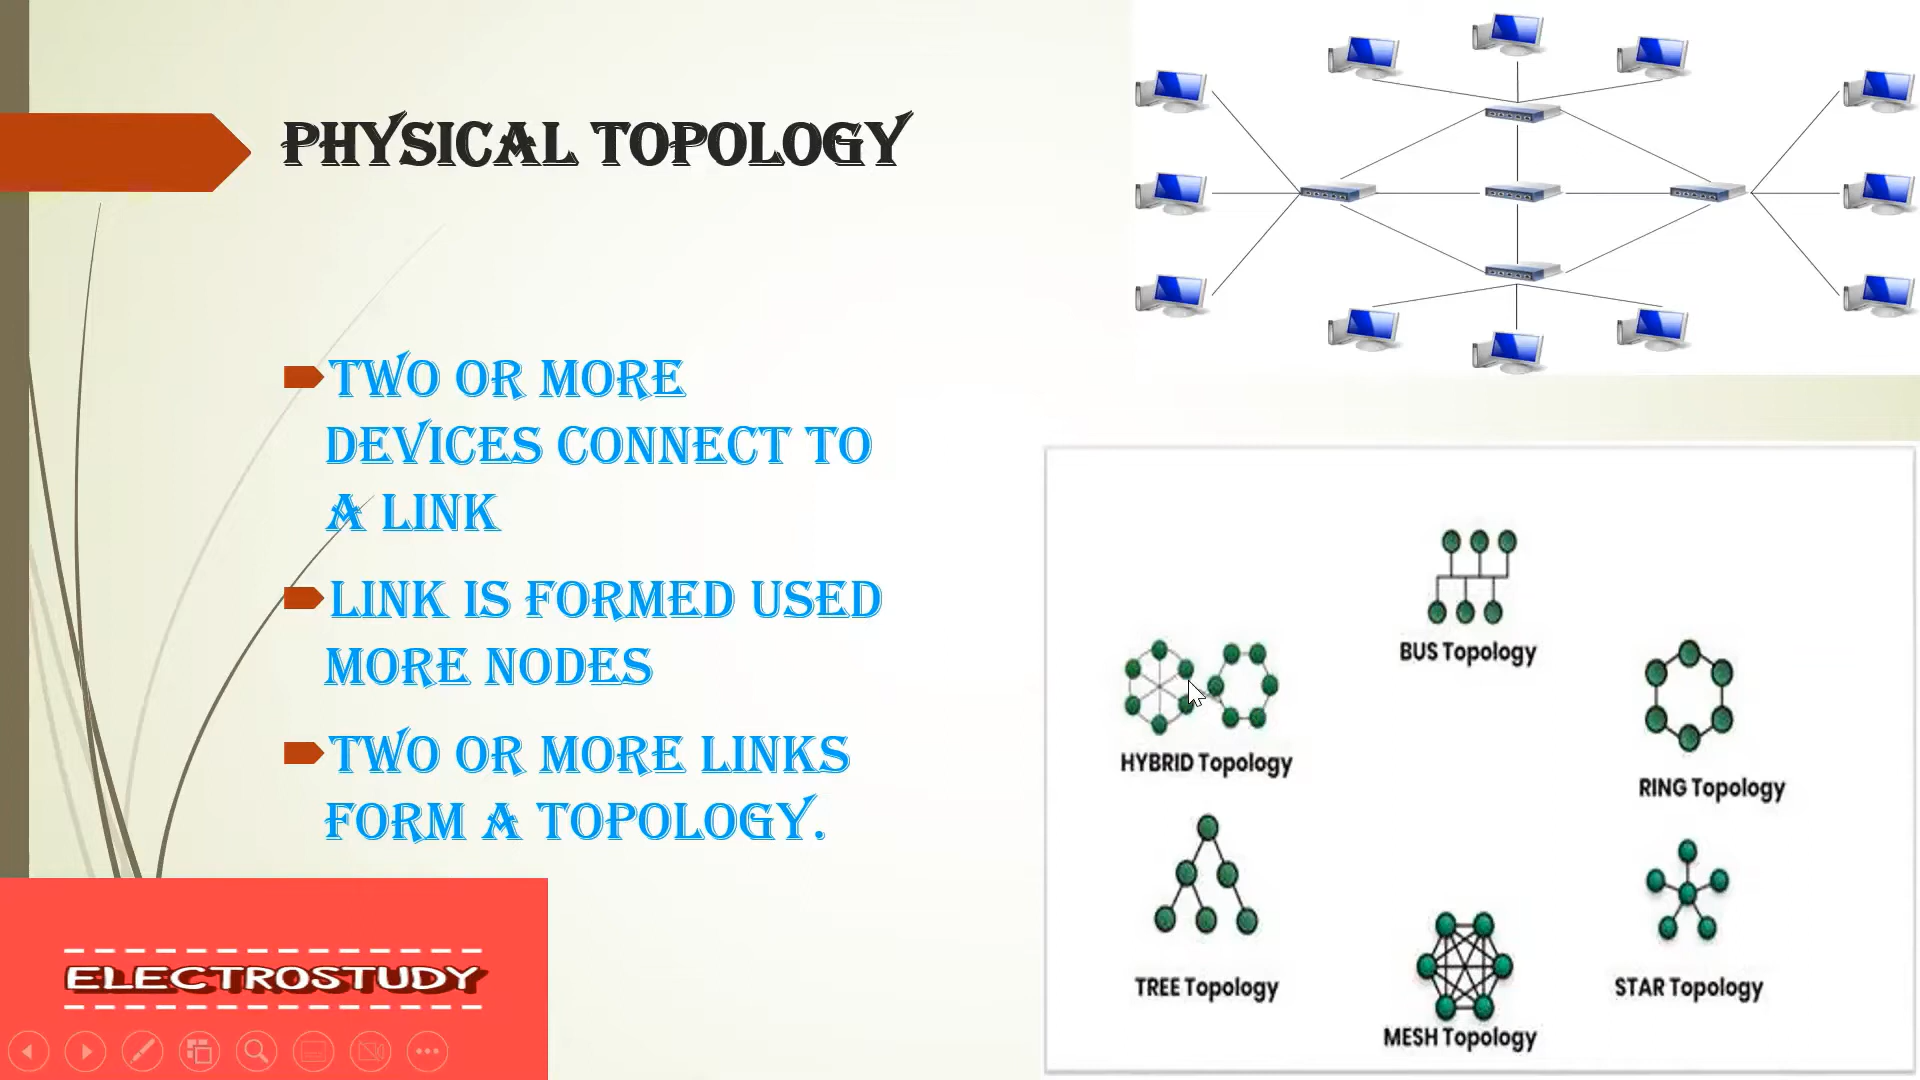 PHYSICAL TOPOLOGY
TWO OR MORE
DEVICES CONNECT TO
A LINK
LINK IS FORMED USED
MORE NODES
TWO OR MORE LINKS
FORM A TOPOLOGY.
BUS Topology
HYBRID Topology
RING Topology
TREE Topology
STAR Topology
MESH Topology
ELECTROSTUDY